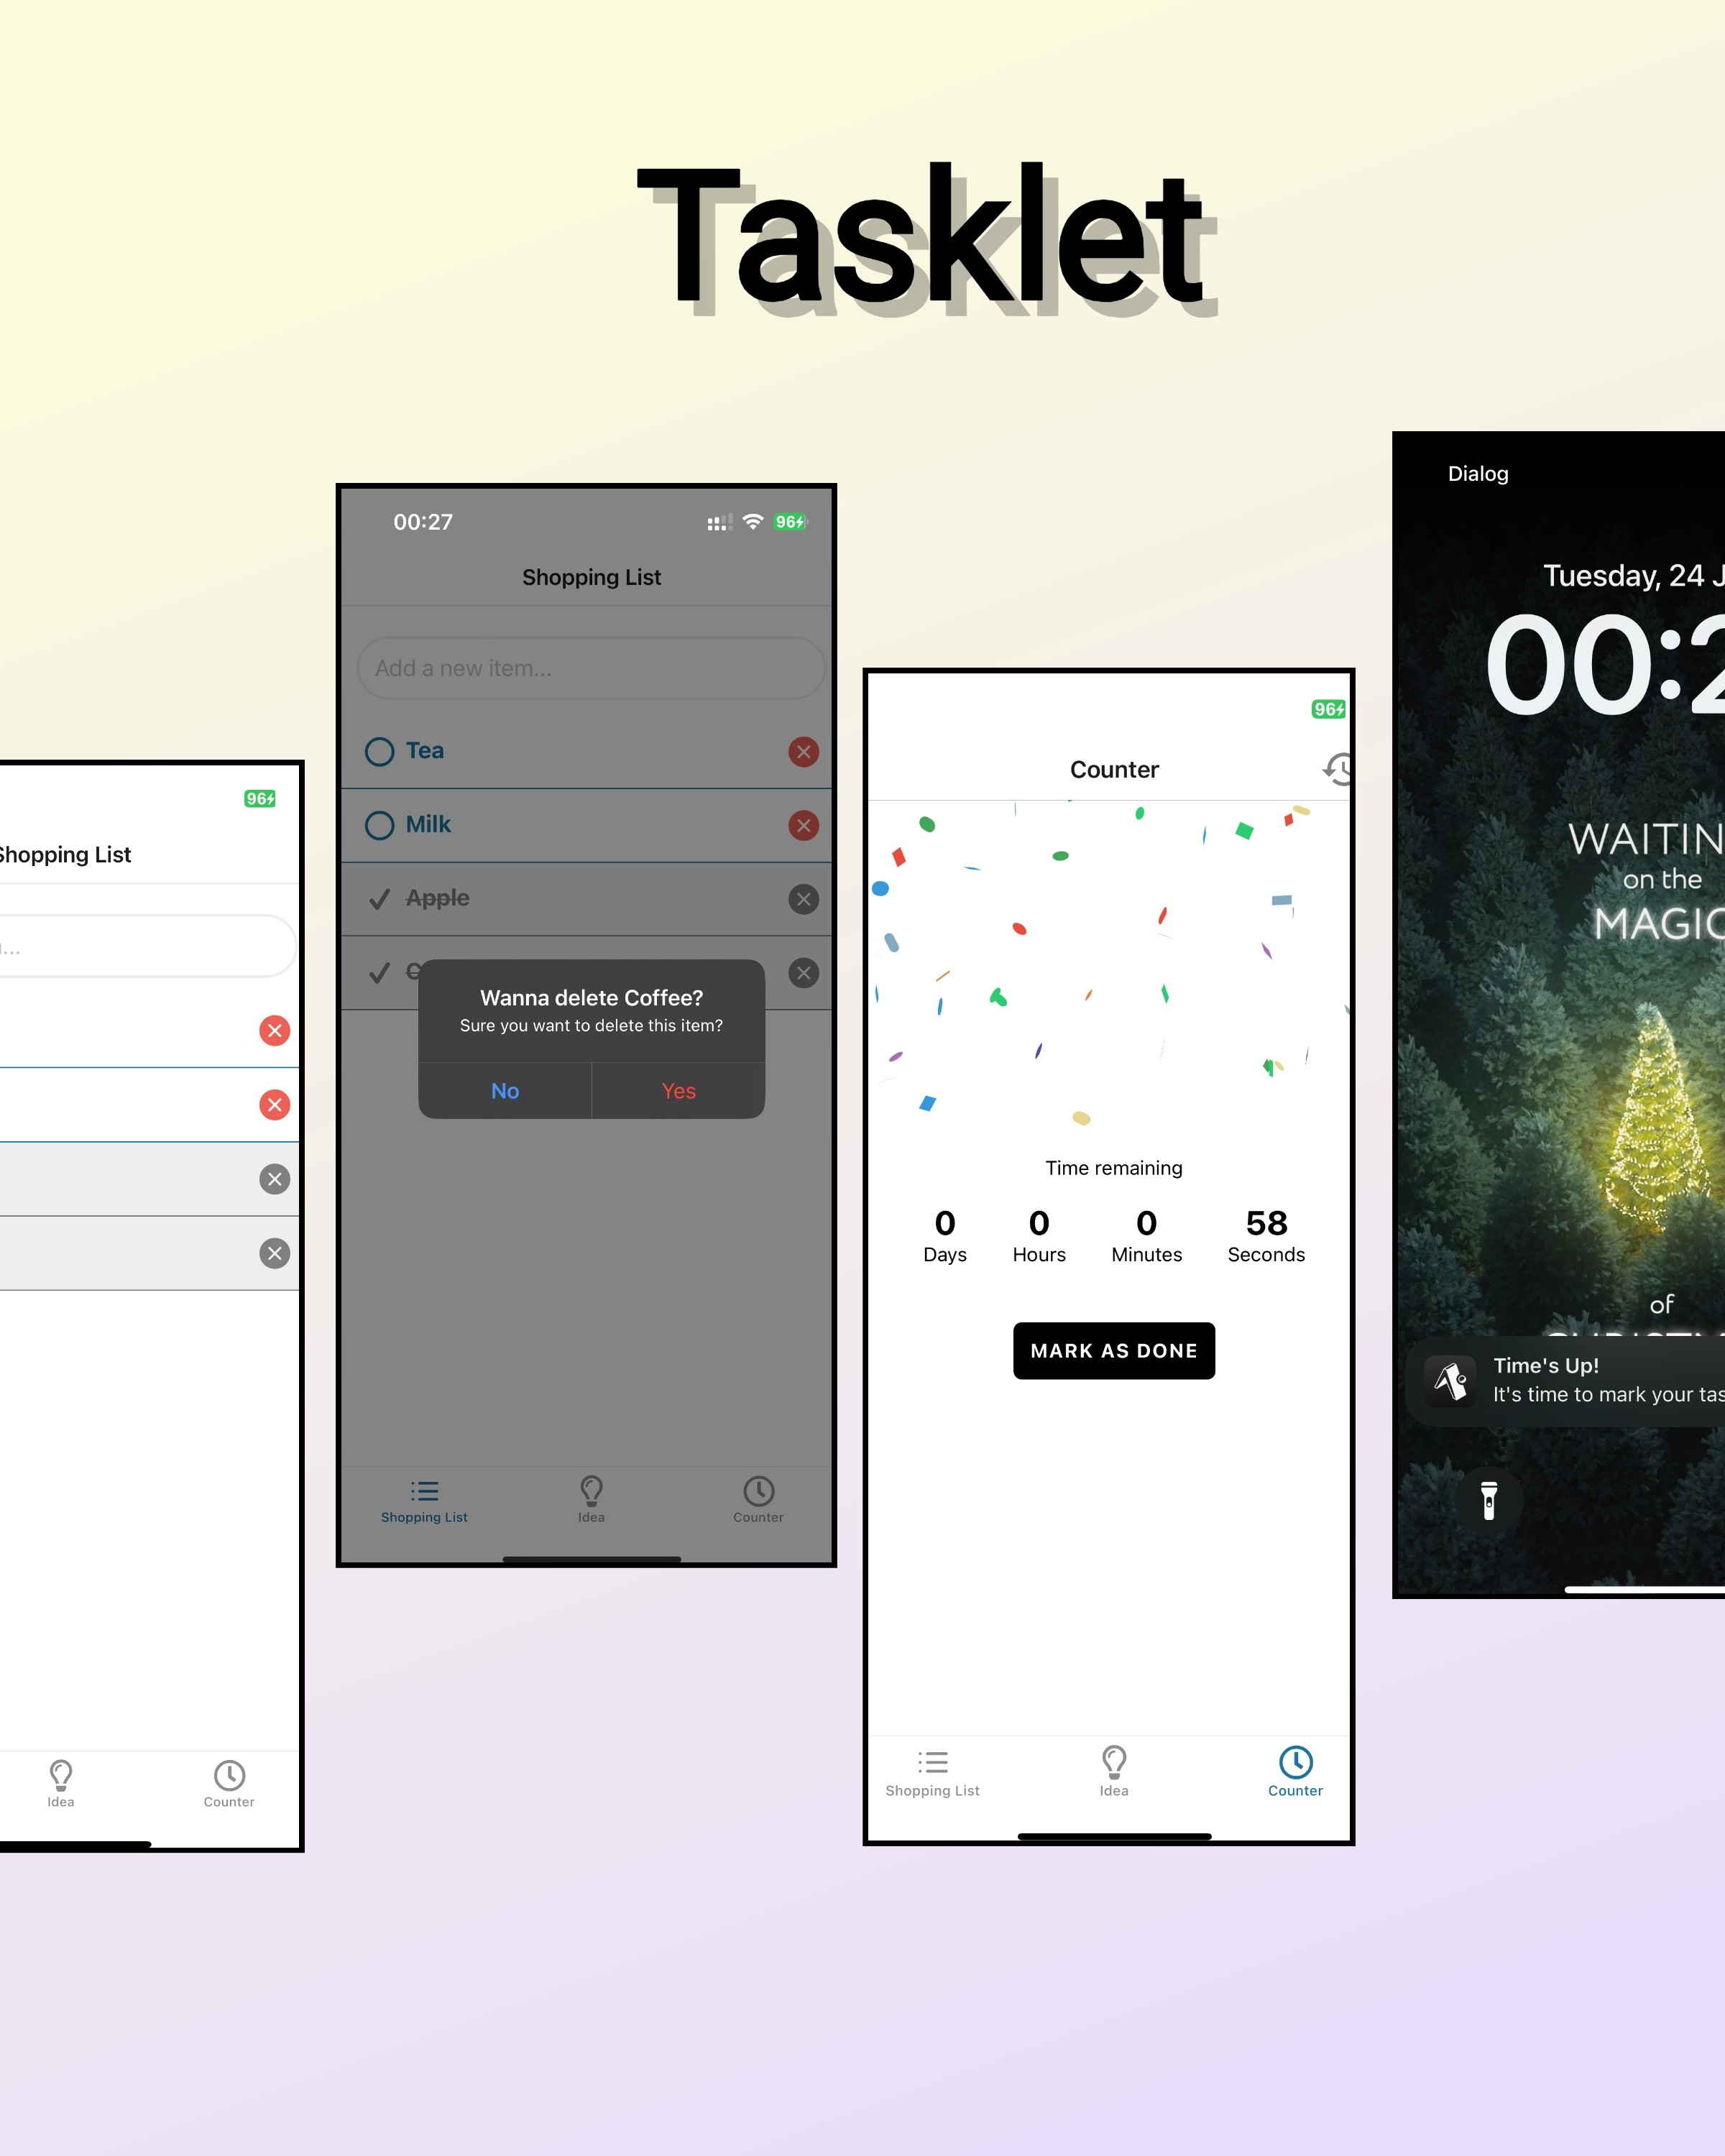 Tasklet
96
Shopping List
...
Idea
Counter
00:27
96
Shopping List
Add a new item...
Tea
Milk
Apple
Wanna delete Coffee?
Sure you want to delete this item?
No
Yes
Shopping List
Idea
Counter
96
Counter
Time remaining
0 0 0 58
Days Hours Minutes Seconds
MARK AS DONE
Shopping List
Idea
Counter
Dialog
Tuesday, 24
00:2
WAITIN
on the
MAGIC
of
Time's Up!
It's time to mark your